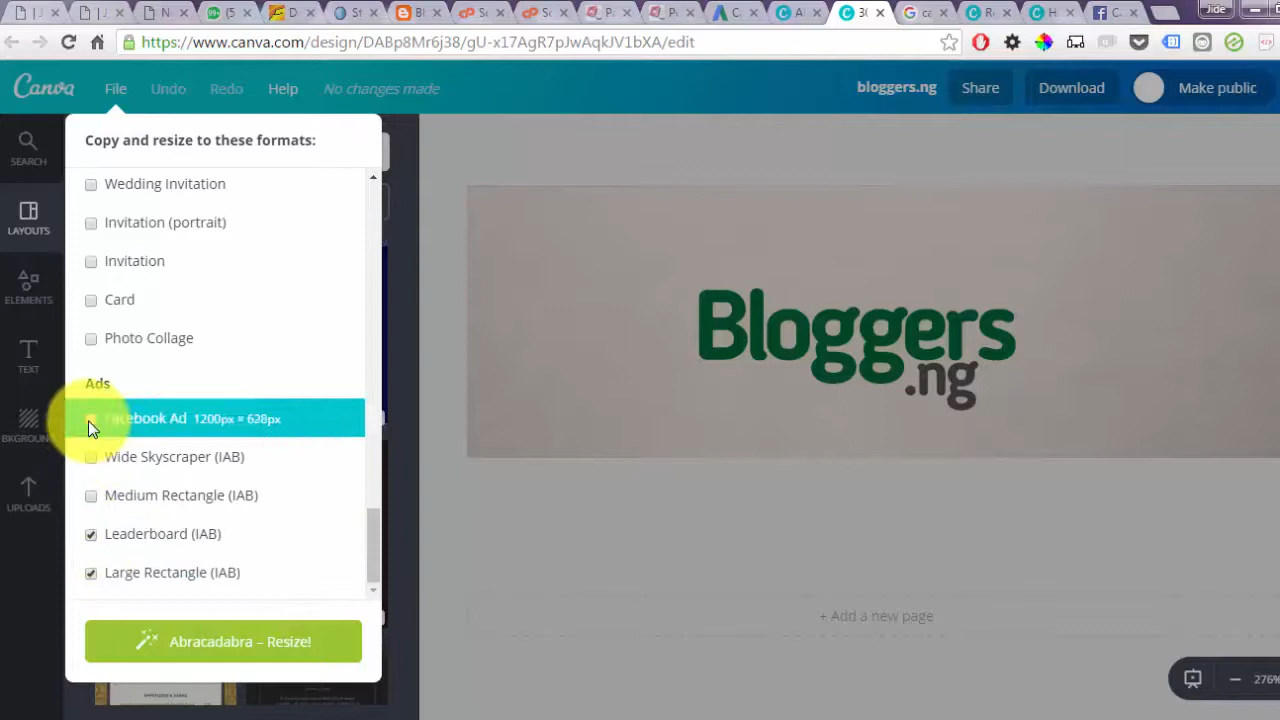 Jide
https://www.canva.com/design/DABp8Mr6j38/gU-x17AgR7pJwAqkJV1bXA/edit
Canva File Undo Redo Help No changes made bloggers.ng Share Download Make public
Copy and resize to these formats:
SEARCH
Wedding Invitation
LAYOUTS
Invitation (portrait)
Invitation
ELEMENTS
Card
Photo Collage
TEXT
Ads
Facebook Ad 1200px × 628px
BKGROUND
Wide Skyscraper (IAB)
Medium Rectangle (IAB)
UPLOADS
Leaderboard (IAB)
Large Rectangle (IAB)
Abracadabra – Resize!
Bloggers
.ng
+ Add a new page
276%